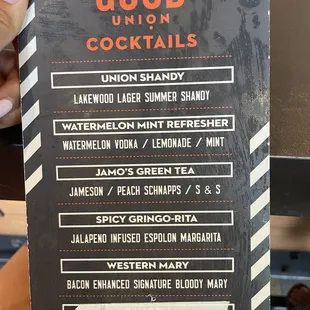 GOOD
UNION
COCKTAILS
UNION SHANDY
LAKEWOOD LAGER SUMMER SHANDY
WATERMELON MINT REFRESHER
WATERMELON VODKA / LEMONADE / MINT
JAMO'S GREEN TEA
JAMESON / PEACH SCHNAPPS / S & S
SPICY GRINGO-RITA
JALAPENO INFUSED ESPOLON MARGARITA
WESTERN MARY
BACON ENHANCED SIGNATURE BLOODY MARY